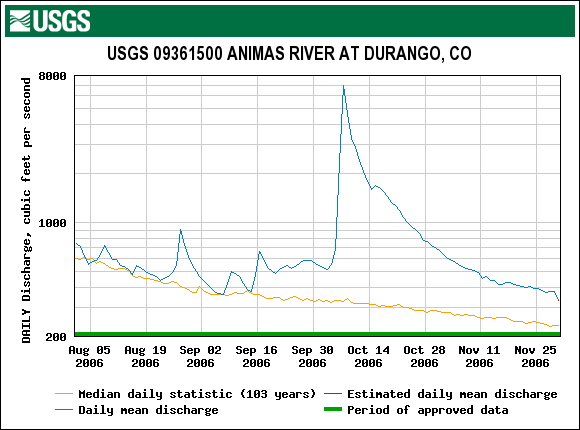 USGS
USGS 09361500 ANIMAS RIVER AT DURANGO, CO
DAILY Discharge, cubic feet per second
8000
1000
200
Aug 05 Aug 19 Sep 02 Sep 16 Sep 30 Oct 14 Oct 28 Nov 11 Nov 25
2006 2006 2006 2006 2006 2006 2006 2006 2006
Median daily statistic (103 years) Estimated daily mean discharge
Daily mean discharge Period of approved data